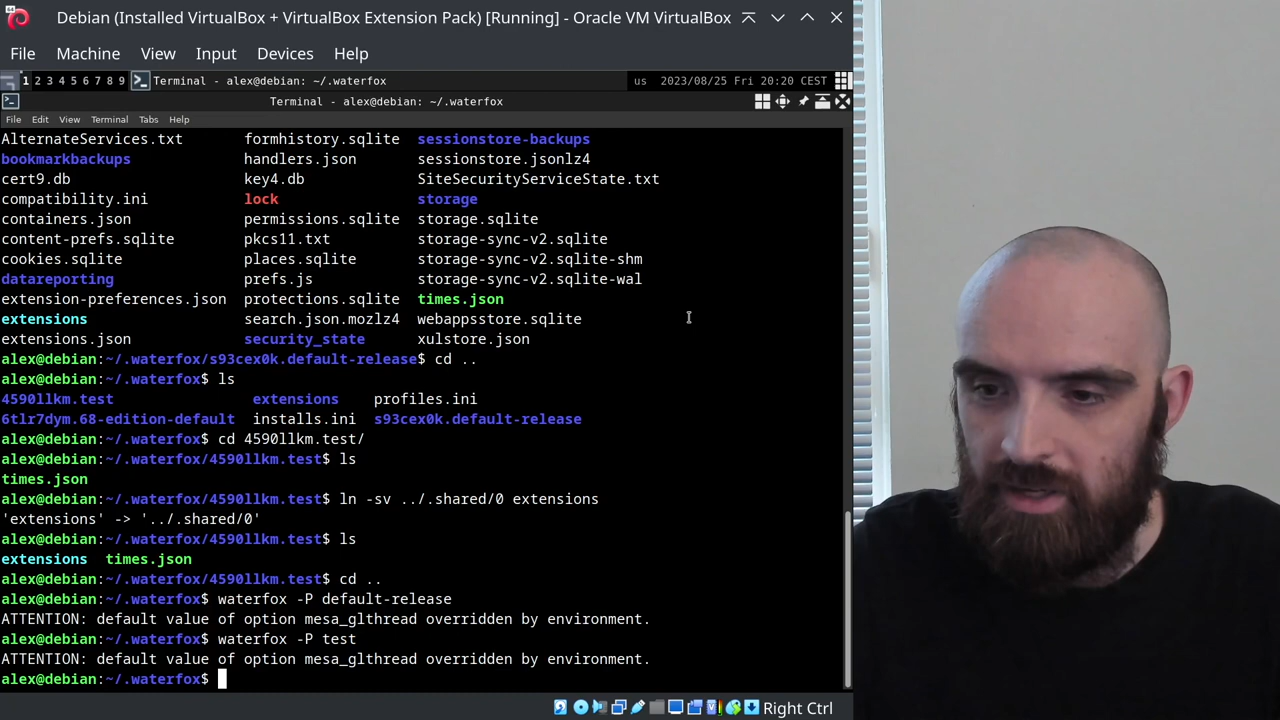 64
Debian (Installed VirtualBox + VirtualBox Extension Pack) [Running] - Oracle VM VirtualBox
File Machine View Input Devices Help
1 2 3 4 5 6 7 8 9 Terminal - alex@debian: ~/.waterfox us 2023/08/25 Fri 20:20 CEST
Terminal - alex@debian: ~/.waterfox
File Edit View Terminal Tabs Help
AlternateServices.txt formhistory.sqlite sessionstore-backups
bookmarkbackups handlers.json sessionstore.jsonlz4
cert9.db key4.db SiteSecurityServiceState.txt
compatibility.ini lock storage
containers.json permissions.sqlite storage.sqlite
content-prefs.sqlite pkcs11.txt storage-sync-v2.sqlite
cookies.sqlite places.sqlite storage-sync-v2.sqlite-shm
datareporting prefs.js storage-sync-v2.sqlite-wal
extension-preferences.json protections.sqlite times.json
extensions search.json.mozlz4 webappsstore.sqlite
extensions.json security_state xulstore.json
alex@debian:~/.waterfox/s93cex0k.default-release$ cd ..
alex@debian:~/.waterfox$ ls
4590llkm.test extensions profiles.ini
6tlr7dym.68-edition-default installs.ini s93cex0k.default-release
alex@debian:~/.waterfox$ cd 4590llkm.test/
alex@debian:~/.waterfox/4590llkm.test$ ls
times.json
alex@debian:~/.waterfox/4590llkm.test$ ln -sv ../.shared/0 extensions
'extensions' -> '../.shared/0'
alex@debian:~/.waterfox/4590llkm.test$ ls
extensions times.json
alex@debian:~/.waterfox/4590llkm.test$ cd ..
alex@debian:~/.waterfox$ waterfox -P default-release
ATTENTION: default value of option mesa_glthread overridden by environment.
alex@debian:~/.waterfox$ waterfox -P test
ATTENTION: default value of option mesa_glthread overridden by environment.
alex@debian:~/.waterfox$
Right Ctrl